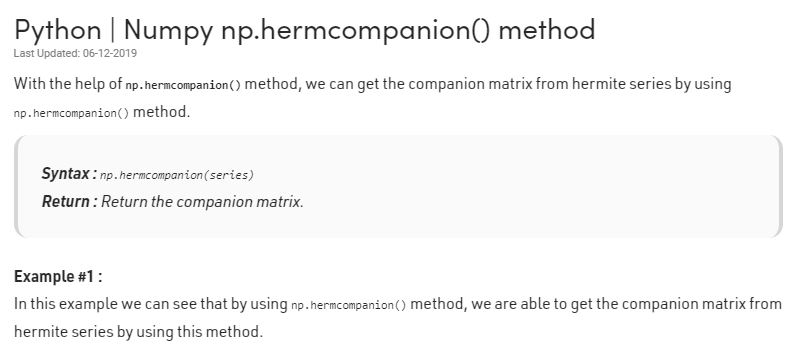 Python | Numpy np.hermcompanion() method
Last Updated: 06-12-2019
With the help of np.hermcompanion() method, we can get the companion matrix from hermite series by using
np.hermcompanion() method.
Syntax : np.hermcompanion(series)
Return : Return the companion matrix.
Example #1 :
In this example we can see that by using np.hermcompanion() method, we are able to get the companion matrix from
hermite series by using this method.